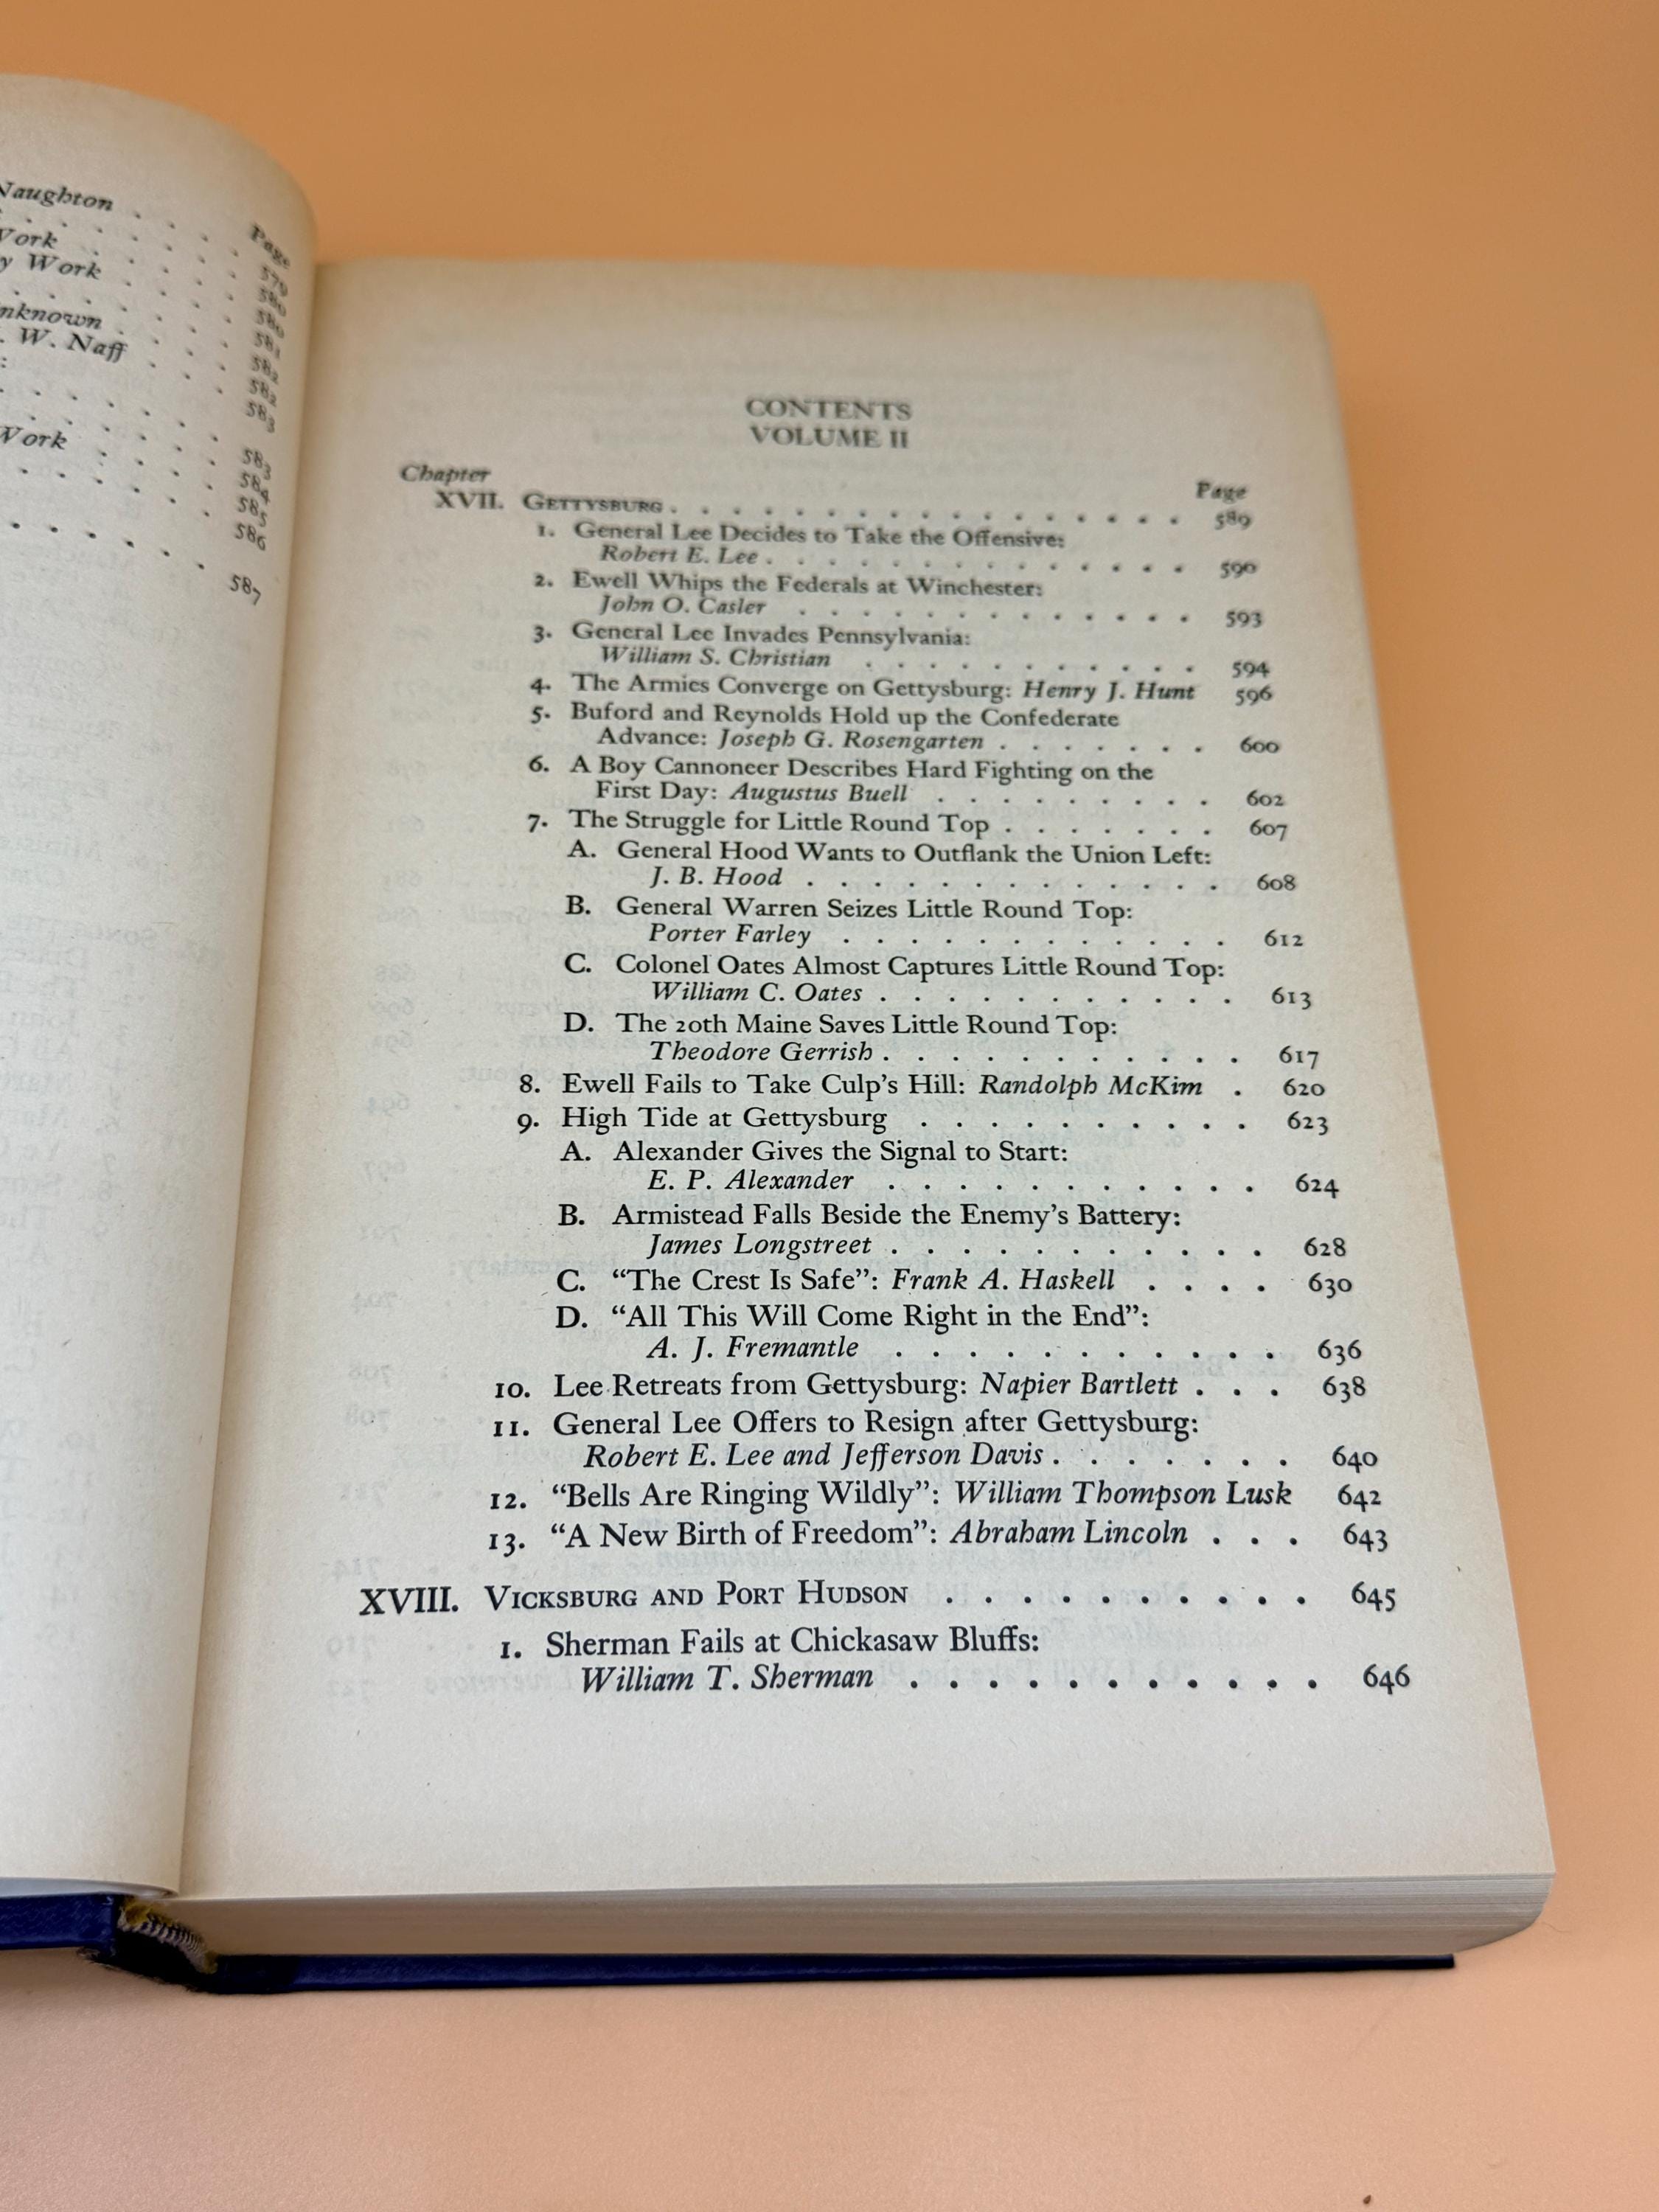 Naughton
Page
Work
579
y Work
580
580
nknown
581
. W. Naff
582
582
583
Work
583
584
585
586
587
CONTENTS
VOLUME II
Chapter
Page
XVII. GETTYSBURG . . . . . . . . . . . . . . . 589
1. General Lee Decides to Take the Offensive:
Robert E. Lee . . . . . . . . . . . . . 590
2. Ewell Whips the Federals at Winchester:
John O. Casler . . . . . . . . . . . . . 593
3. General Lee Invades Pennsylvania:
William S. Christian . . . . . . . . . . . 594
4. The Armies Converge on Gettysburg: Henry J. Hunt 596
5. Buford and Reynolds Hold up the Confederate
Advance: Joseph G. Rosengarten . . . . . . . 600
6. A Boy Cannoneer Describes Hard Fighting on the
First Day: Augustus Buell . . . . . . . . . 602
7. The Struggle for Little Round Top . . . . . . . 607
A. General Hood Wants to Outflank the Union Left:
J. B. Hood . . . . . . . . . . . . . 608
B. General Warren Seizes Little Round Top:
Porter Farley . . . . . . . . . . . . 612
C. Colonel Oates Almost Captures Little Round Top:
William C. Oates . . . . . . . . . . . 613
D. The 20th Maine Saves Little Round Top:
Theodore Gerrish . . . . . . . . . . . 617
8. Ewell Fails to Take Culp's Hill: Randolph McKim . 620
9. High Tide at Gettysburg . . . . . . . . . . 623
A. Alexander Gives the Signal to Start:
E. P. Alexander . . . . . . . . . . . 624
B. Armistead Falls Beside the Enemy's Battery:
James Longstreet . . . . . . . . . . . 628
C. “The Crest Is Safe”: Frank A. Haskell . . . . 630
D. “All This Will Come Right in the End”:
A. J. Fremantle . . . . . . . . . . . 636
10. Lee Retreats from Gettysburg: Napier Bartlett . . . 638
11. General Lee Offers to Resign after Gettysburg:
Robert E. Lee and Jefferson Davis . . . . . . . 640
12. “Bells Are Ringing Wildly”: William Thompson Lusk 642
13. “A New Birth of Freedom”: Abraham Lincoln . . . 643
XVIII. VICKSBURG AND PORT HUDSON . . . . . . . . . . 645
1. Sherman Fails at Chickasaw Bluffs:
William T. Sherman . . . . . . . . . . . 646